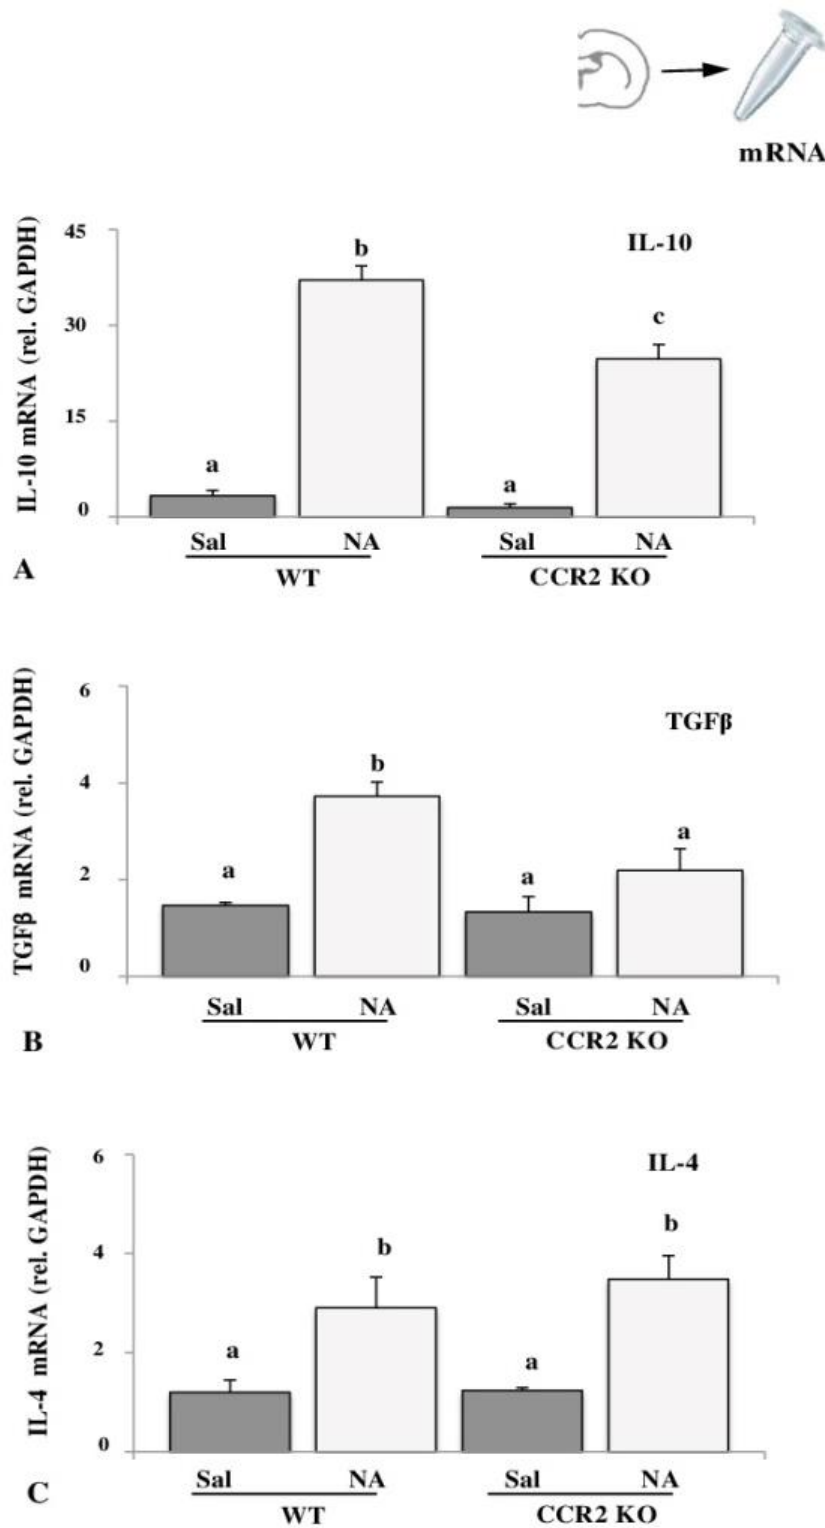 mRNA
IL-10 mRNA (rel. GAPDH)
45
30
15
0
IL-10
a
b
a
c
Sal NA Sal NA
WT CCR2 KO
A
TGFβ mRNA (rel. GAPDH)
6
4
2
0
TGFβ
a
b
a
a
Sal NA Sal NA
WT CCR2 KO
B
IL-4 mRNA (rel. GAPDH)
6
4
2
0
IL-4
a
b
a
b
Sal NA Sal NA
WT CCR2 KO
C